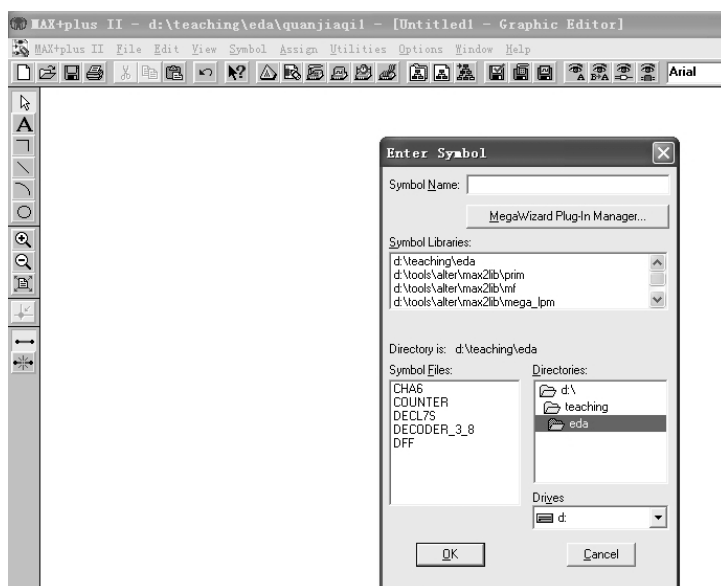 MAX+plus II - d:\teaching\eda\quanjiaqi1 - [Untitled1 - Graphic Editor]
MAX+plus II File Edit View Symbol Assign Utilities Options Window Help
Arial
A
Enter Symbol
Symbol Name:
MegaWizard Plug-In Manager...
Symbol Libraries:
d:\teaching\eda
d:\tools\alter\max2lib\prim
d:\tools\alter\max2lib\mf
d:\tools\alter\max2lib\mega_lpm
Directory is: d:\teaching\eda
Symbol Files:
CHA6
COUNTER
DECL7S
DECODER_3_8
DFF
Directories:
d:\
teaching
eda
Drives
d:
OK
Cancel